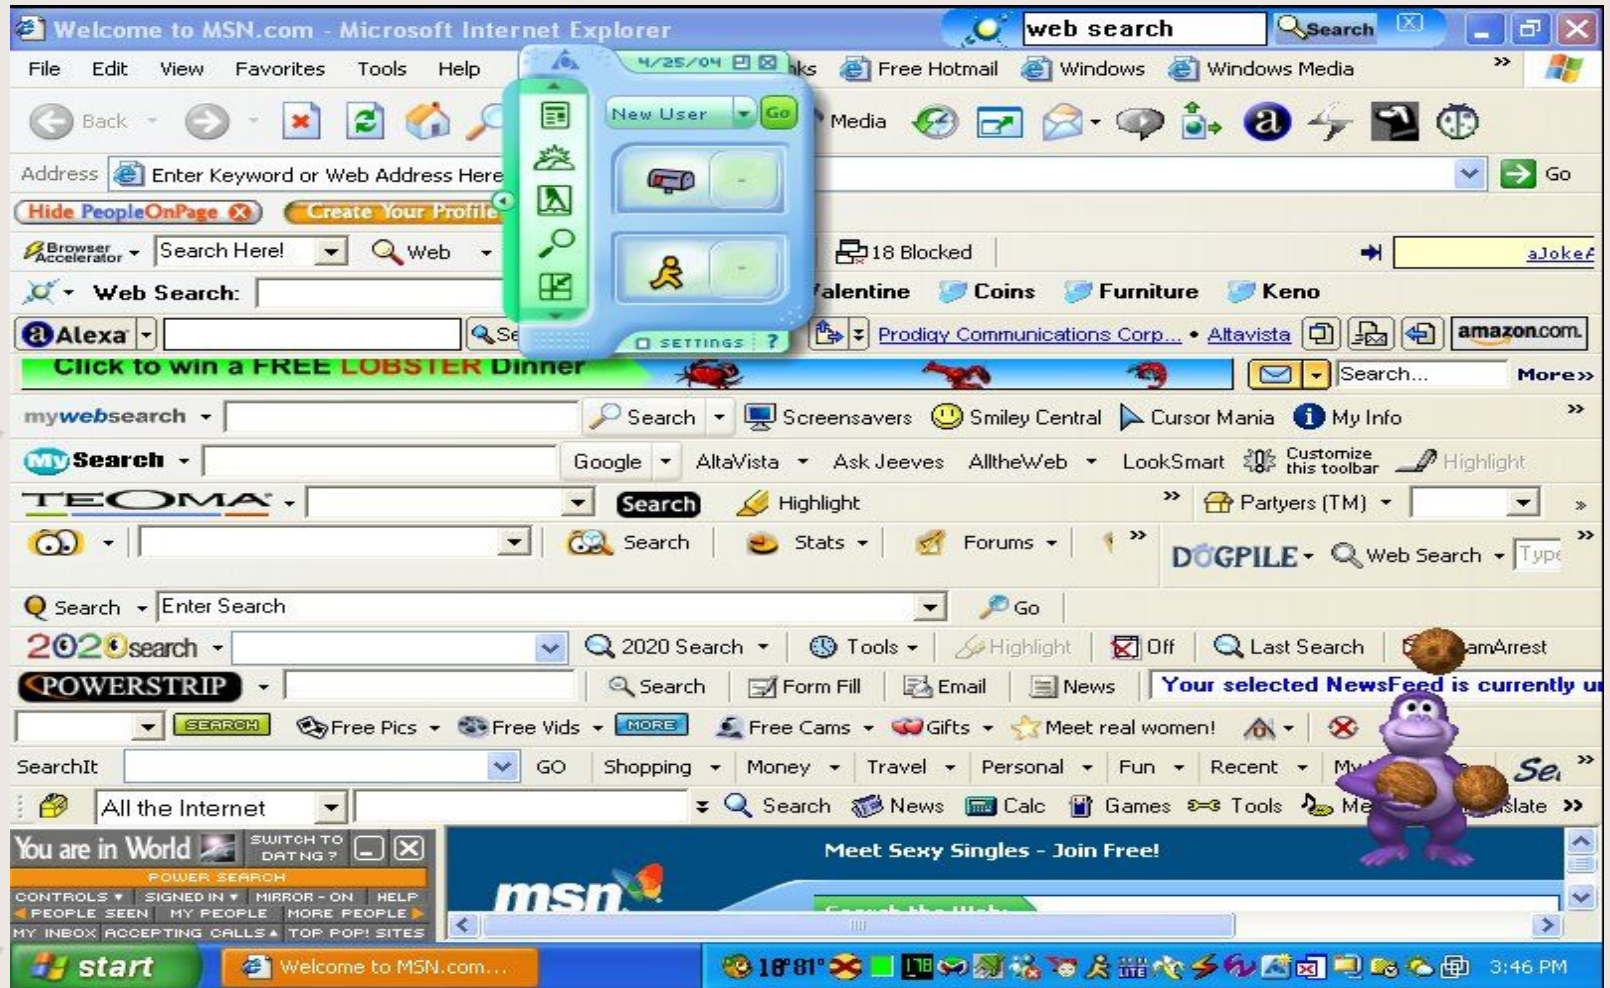 Welcome to MSN.com - Microsoft Internet Explorer
web search Search
File Edit View Favorites Tools Help
4/25/04
Free Hotmail Windows Windows Media »
New User Go
Back Media
Address Enter Keyword or Web Address Here Go
Hide PeopleOnPage Create Your Profile
Browser Accelerator Search Here! Web 18 Blocked aJoke
Web Search: alentine Coins Furniture Keno
Alexa Prodigy Communications Corp... • Altavista amazon.com.
SETTINGS ?
Click to win a FREE LOBSTER Dinner Search... More»
mywebsearch Search Screensavers Smiley Central Cursor Mania My Info »
My Search Google AltaVista Ask Jeeves AlltheWeb LookSmart Customize this toolbar Highlight
TEOMA Search Highlight » Partyers (TM) »
Search Stats Forums » DOGPILE Web Search Type »
Search Enter Search Go
2020search 2020 Search Tools Highlight Off Last Search amArrest
POWERSTRIP Search Form Fill Email News Your selected NewsFeed is currently u
SEARCH Free Pics Free Vids MORE Free Cams Gifts Meet real women!
SearchIt GO Shopping Money Travel Personal Fun Recent My »
All the Internet Search News Calc Games Tools Me slate »
You are in World SWITCH TO DATNG?
POWER SEARCH
CONTROLS SIGNED IN MIRROR - ON HELP
PEOPLE SEEN MY PEOPLE MORE PEOPLE
MY INBOX ACCEPTING CALLS TOP POP! SITES
Meet Sexy Singles - Join Free!
msn
Search the Web:
start Welcome to MSN.com... 18° 81° 3:46 PM